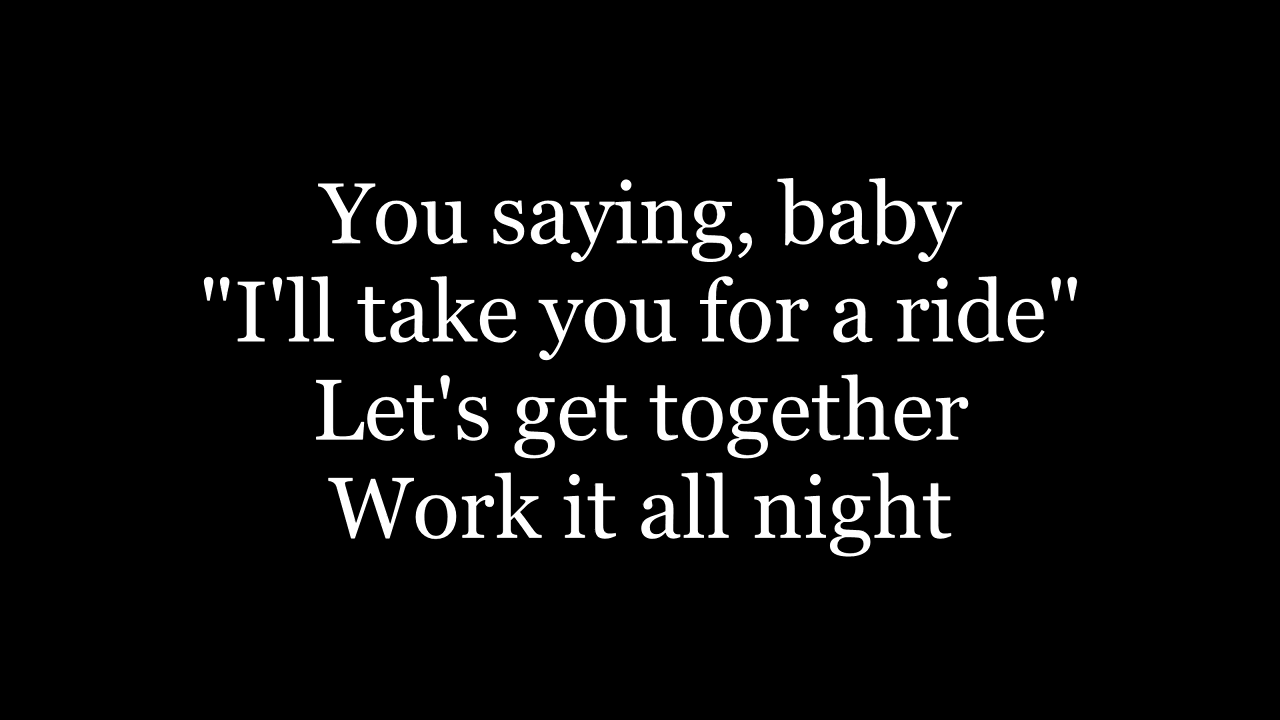 You saying, baby
"I'll take you for a ride"
Let's get together
Work it all night